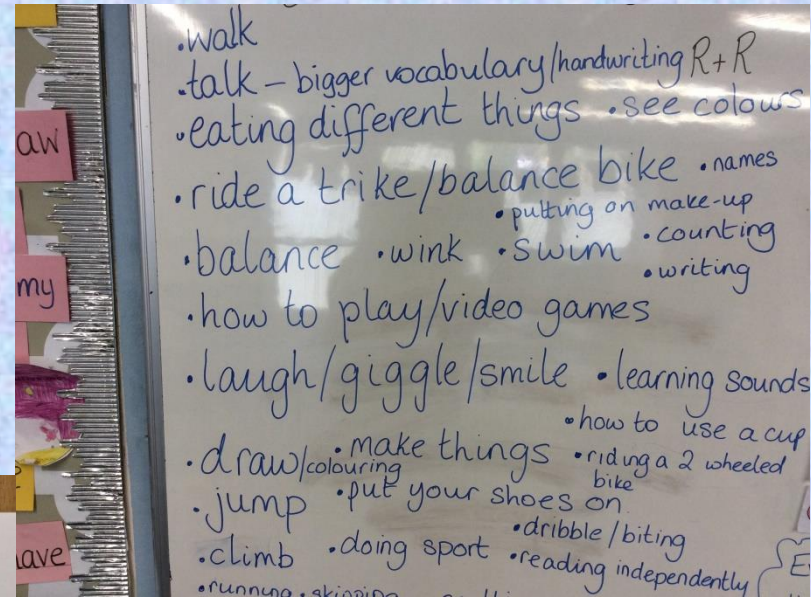 •walk
•talk – bigger vocabulary/handwriting R+R
•eating different things •see colours
•ride a trike/balance bike •names
•putting on make-up
•balance •wink •swim •counting
•writing
•how to play/video games
•laugh/giggle/smile •learning sounds
•how to use a cup
•draw/colouring •make things •riding a 2 wheeled
bike
•jump •put your shoes on
•dribble/biting
•climb •doing sport •reading independently
•running •skipping
aw
my
ave